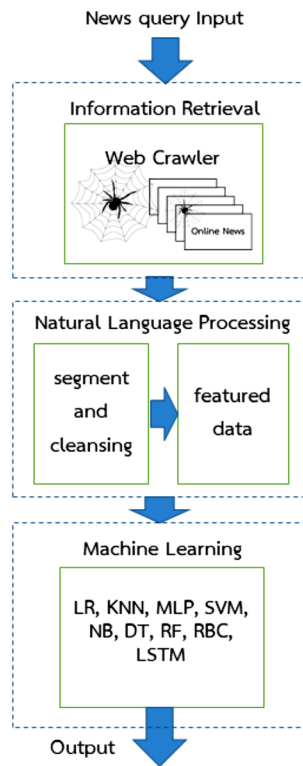 News query Input
Information Retrieval
Web Crawler
Online News
Natural Language Processing
segment
and
cleansing
featured
data
Machine Learning
LR, KNN, MLP, SVM,
NB, DT, RF, RBC,
LSTM
Output